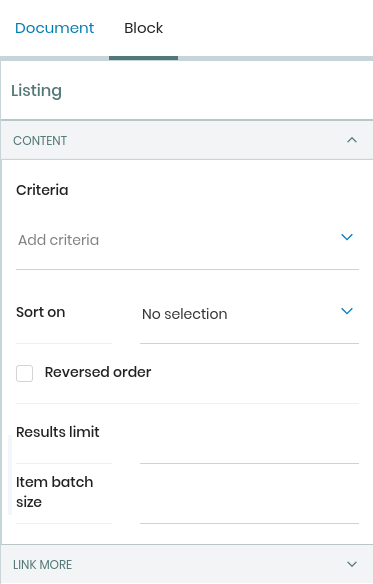 Document Block
Listing
CONTENT
Criteria
Add criteria
Sort on No selection
Reversed order
Results limit
Item batch
size
LINK MORE